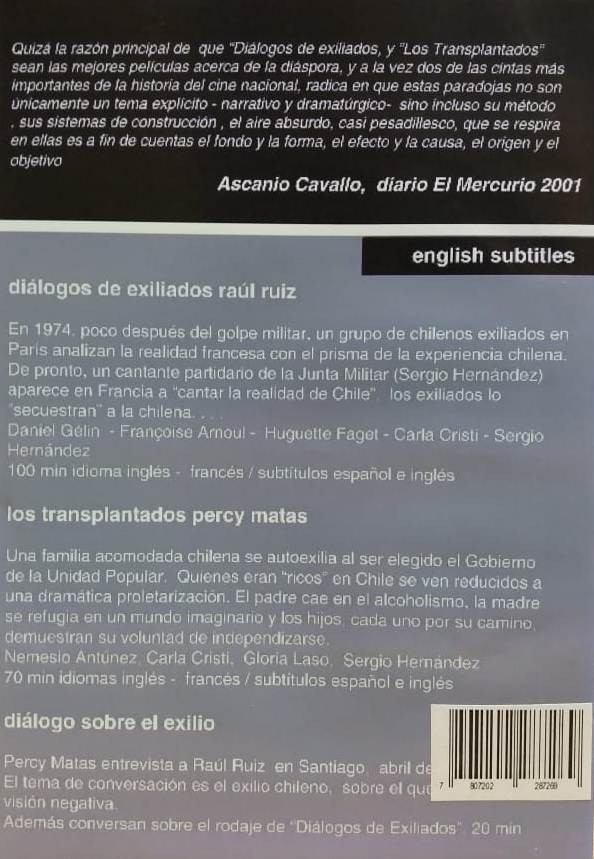 Quizá la razón principal de que "Diálogos de exiliados, y "Los Transplantados"
sean las mejores películas acerca de la diáspora, y a la vez dos de las cintas más
importantes de la historia del cine nacional, radica en que estas paradojas no son
únicamente un tema explícito - narrativo y dramatúrgico- sino incluso su método
, sus sistemas de construcción , el aire absurdo, casi pesadillesco, que se respira
en ellas es a fin de cuentas el fondo y la forma, el efecto y la causa, el origen y el
objetivo
Ascanio Cavallo, diario El Mercurio 2001
english subtitles
diálogos de exiliados raúl ruiz
En 1974, poco después del golpe militar, un grupo de chilenos exiliados en
París analizan la realidad francesa con el prisma de la experiencia chilena.
De pronto, un cantante partidario de la Junta Militar (Sergio Hernández)
aparece en Francia a "cantar la realidad de Chile", los exiliados lo
"secuestran" a la chilena. . . .
Daniel Gélin - Françoise Arnoul - Huguette Faget - Carla Cristi - Sergio
Hernández
100 min idioma inglés - francés / subtítulos español e inglés
los transplantados percy matas
Una familia acomodada chilena se autoexilia al ser elegido el Gobierno
de la Unidad Popular. Quienes eran "ricos" en Chile se ven reducidos a
una dramática proletarización. El padre cae en el alcoholismo, la madre
se refugia en un mundo imaginario y los hijos, cada uno por su camino,
demuestran su voluntad de independizarse.
Nemesio Antúnez, Carla Cristi, Gloria Laso, Sergio Hernández
70 min idiomas inglés - francés / subtítulos español e inglés
diálogo sobre el exilio
Percy Matas entrevista a Raúl Ruiz en Santiago, abril de
El tema de conversación es el exilio chileno, sobre el que
visión negativa.
Además conversan sobre el rodaje de "Diálogos de Exiliados". 20 min
7 807202 287269